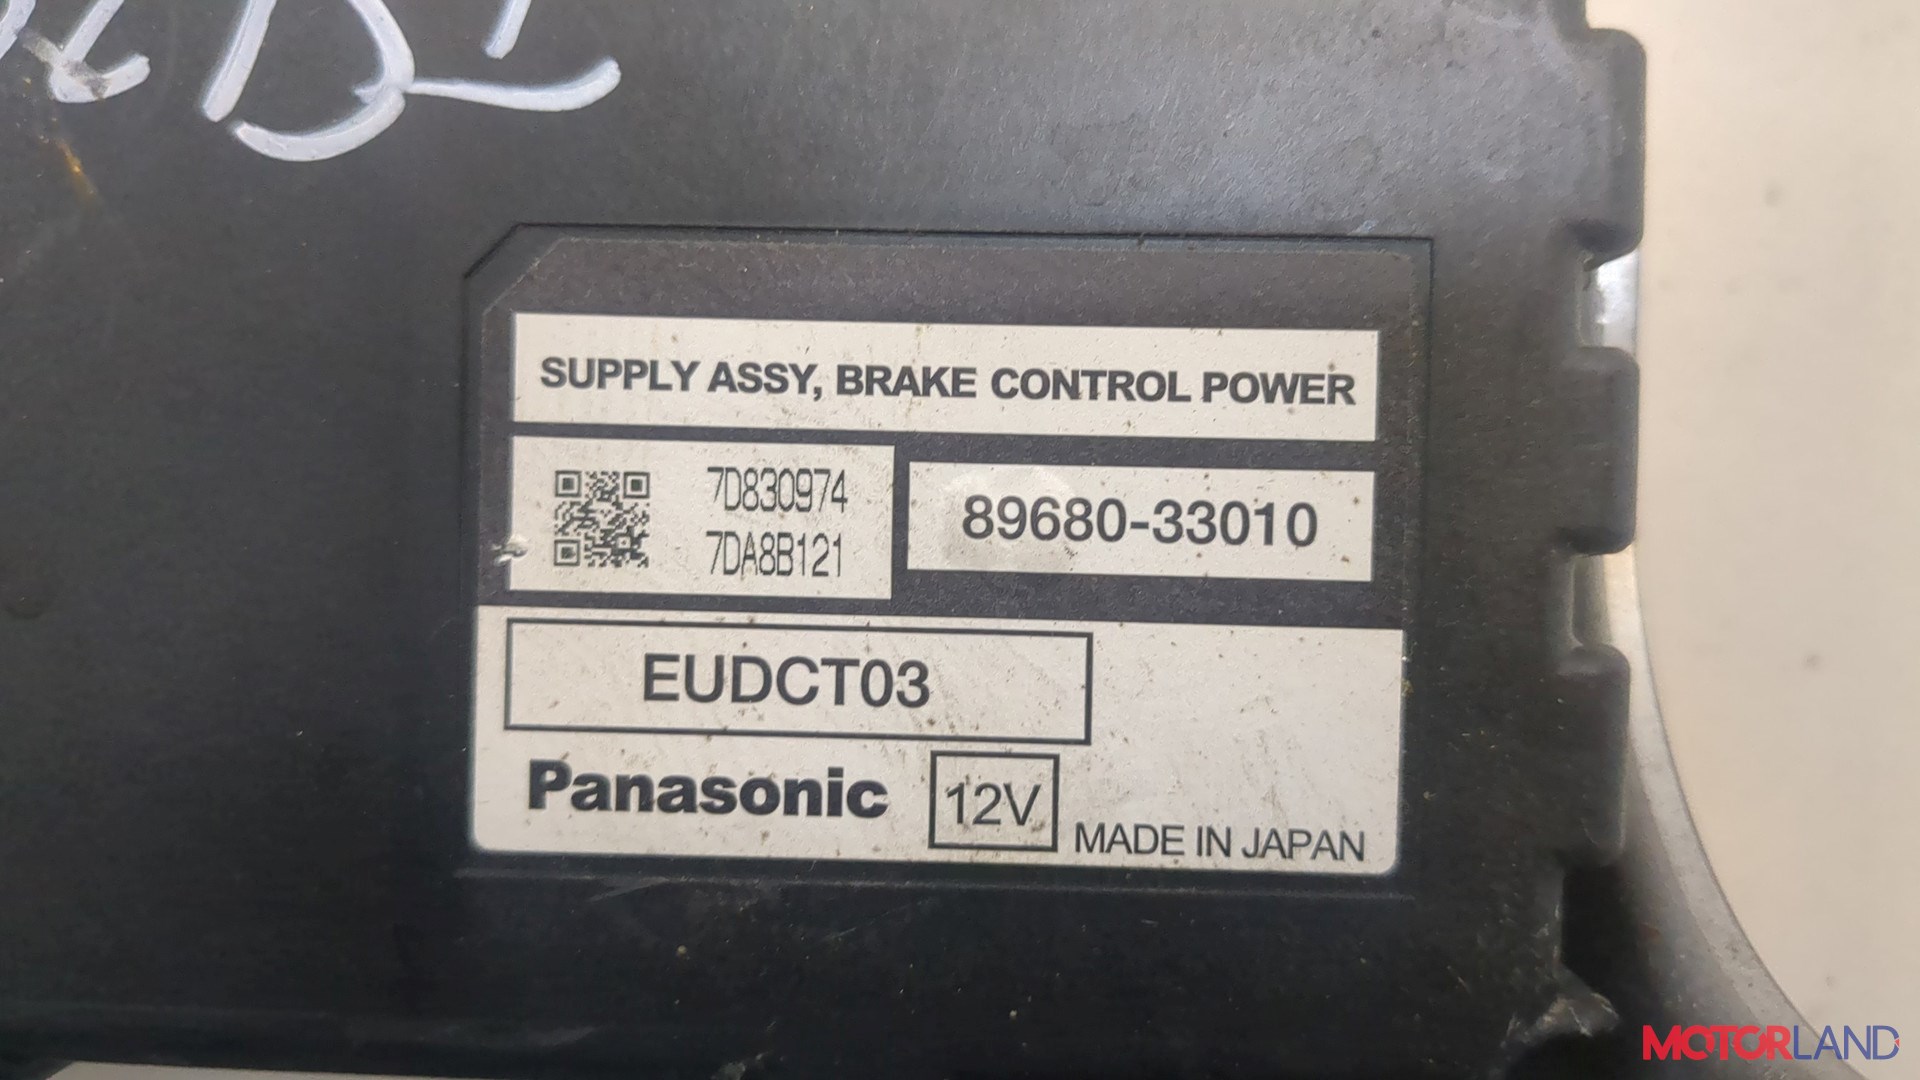 SUPPLY ASSY, BRAKE CONTROL POWER
7D830974
7DA8B121
89680-33010
EUDCT03
Panasonic 12V MADE IN JAPAN
MOTORLAND